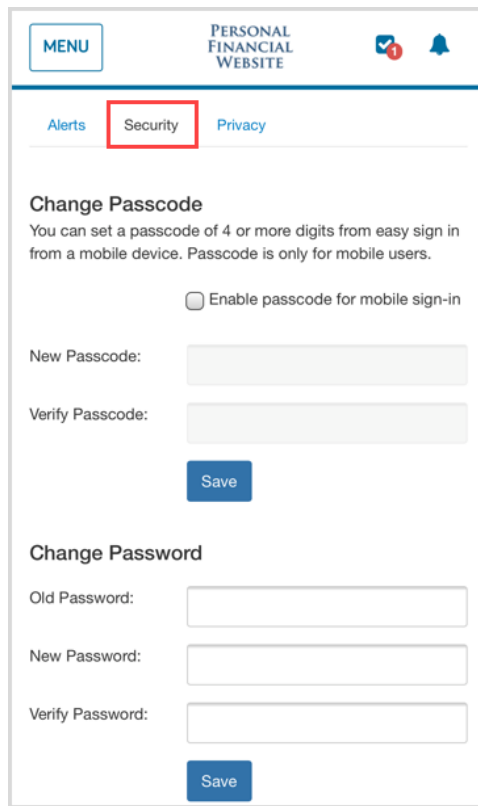 MENU
PERSONAL
FINANCIAL
WEBSITE
1
Alerts Security Privacy
Change Passcode
You can set a passcode of 4 or more digits from easy sign in
from a mobile device. Passcode is only for mobile users.
Enable passcode for mobile sign-in
New Passcode:
Verify Passcode:
Save
Change Password
Old Password:
New Password:
Verify Password:
Save